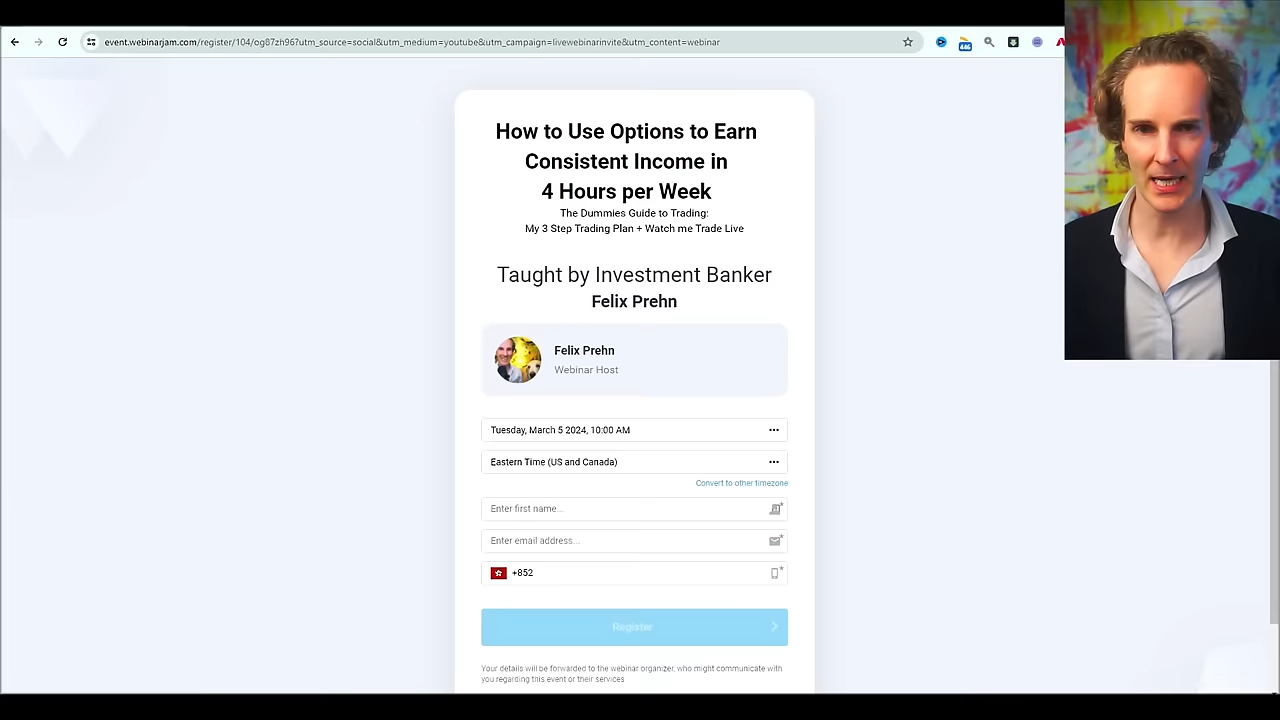 event.webinarjam.com/register/104/og87zh96?utm_source=social&utm_medium=youtube&utm_campaign=livewebinarinvite&utm_content=webinar
446
How to Use Options to Earn
Consistent Income in
4 Hours per Week
The Dummies Guide to Trading:
My 3 Step Trading Plan + Watch me Trade Live
Taught by Investment Banker
Felix Prehn
Felix Prehn
Webinar Host
Tuesday, March 5 2024, 10:00 AM
Eastern Time (US and Canada)
Convert to other timezone
Enter first name...
Enter email address...
+852
Register
Your details will be forwarded to the webinar organizer, who might communicate with
you regarding this event or their services